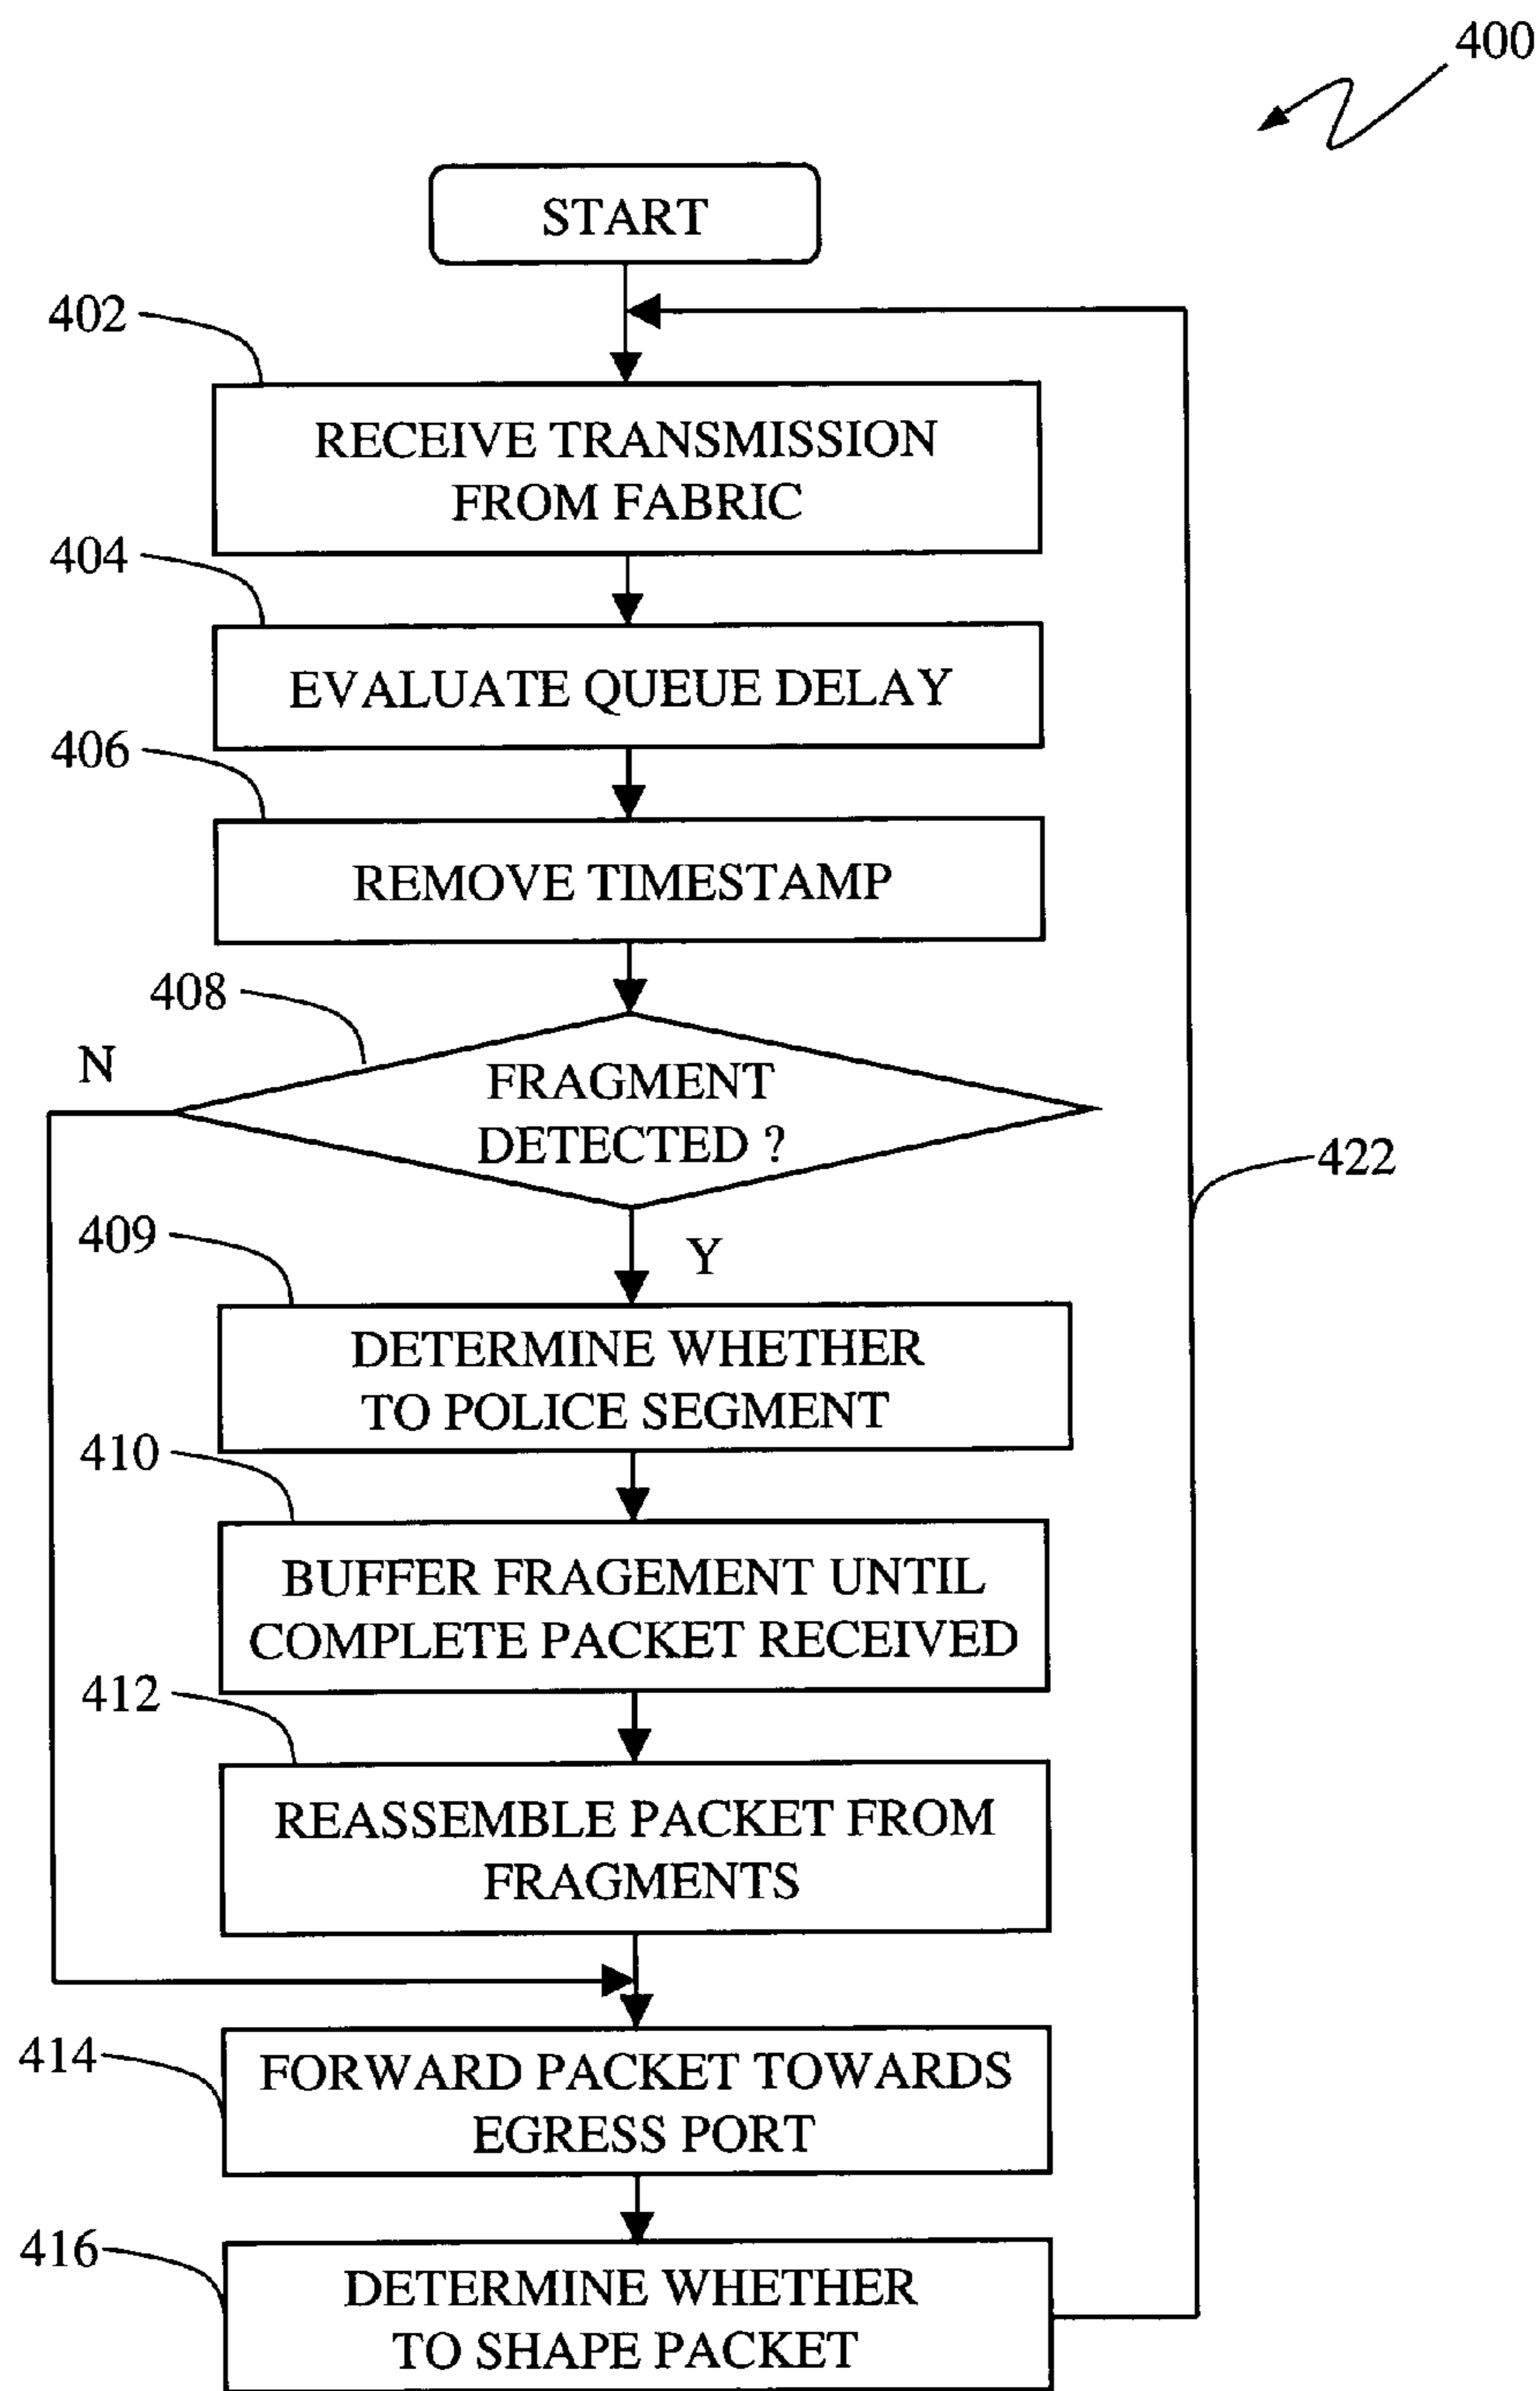 400
START
402
RECEIVE TRANSMISSION
FROM FABRIC
404
EVALUATE QUEUE DELAY
406
REMOVE TIMESTAMP
408
N
FRAGMENT
DETECTED ?
422
409
Y
DETERMINE WHETHER
TO POLICE SEGMENT
410
BUFFER FRAGEMENT UNTIL
COMPLETE PACKET RECEIVED
412
REASSEMBLE PACKET FROM
FRAGMENTS
414
FORWARD PACKET TOWARDS
EGRESS PORT
416
DETERMINE WHETHER
TO SHAPE PACKET